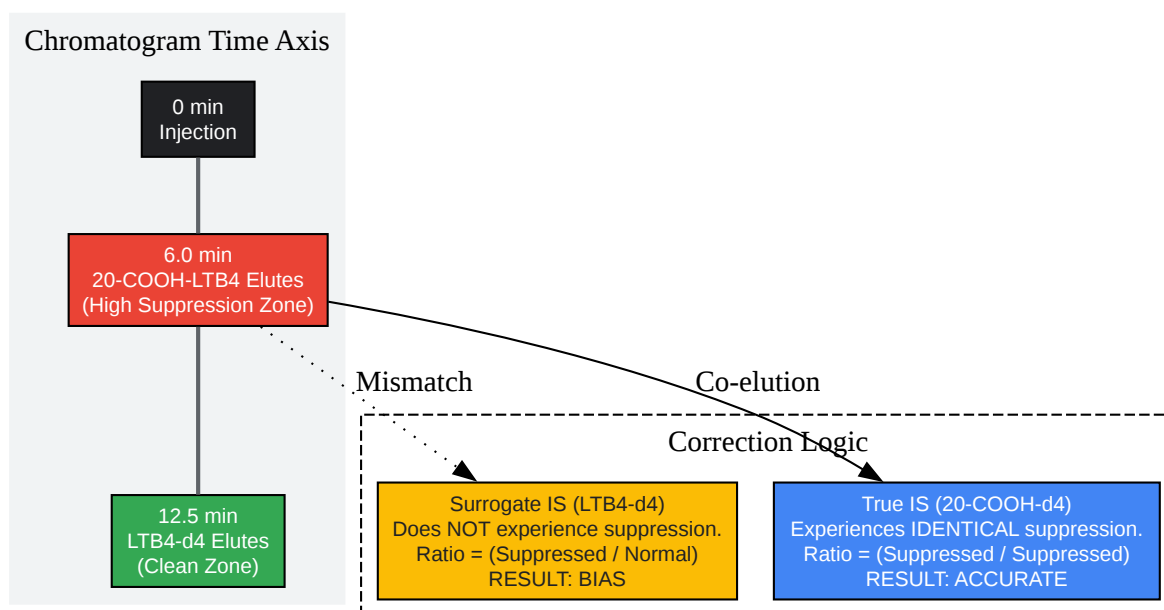 Chromatogram Time Axis
0 min
Injection
6.0 min
20-COOH-LTB4 Elutes
(High Suppression Zone)
Mismatch
Co-elution
Correction Logic
12.5 min
LTB4-d4 Elutes
(Clean Zone)
Surrogate IS (LTB4-d4)
Does NOT experience suppression.
Ratio = (Suppressed / Normal)
RESULT: BIAS
True IS (20-COOH-d4)
Experiences IDENTICAL suppression.
Ratio = (Suppressed / Suppressed)
RESULT: ACCURATE